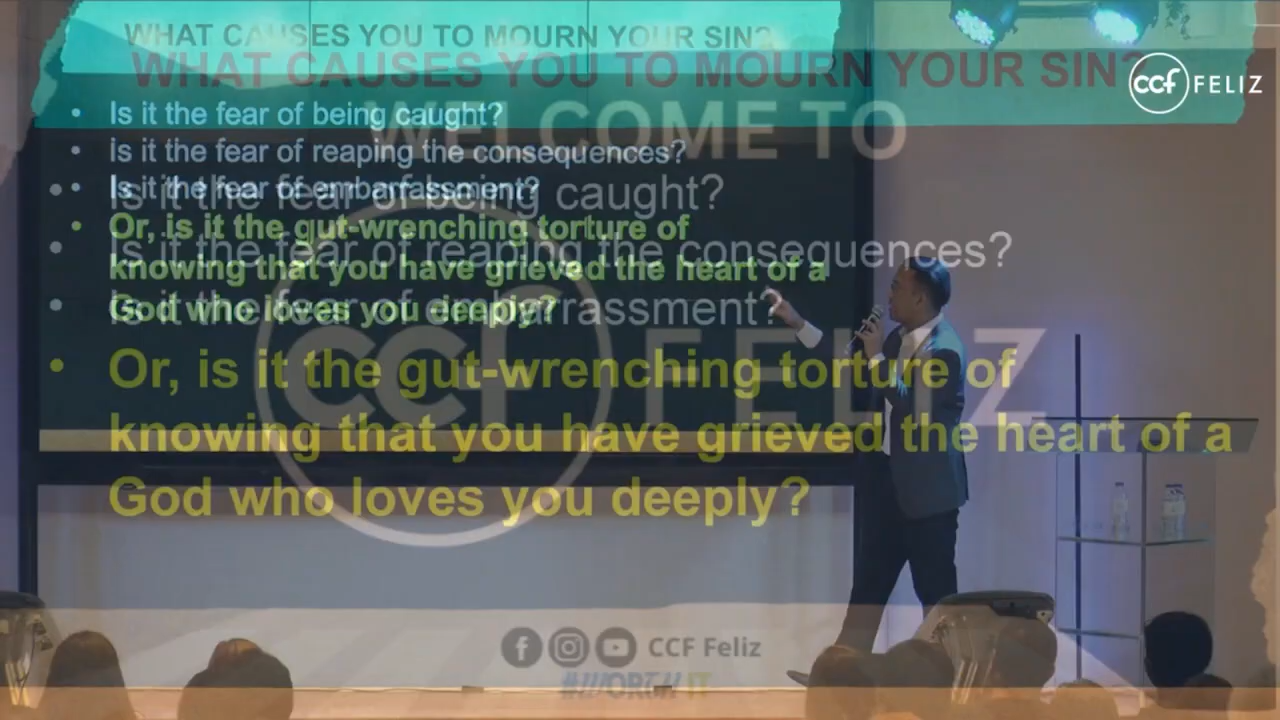 WHAT CAUSES YOU TO MOURN YOUR SIN?
WHAT CAUSES YOU TO MOURN YOUR SIN?
ccf FELIZ
WELCOME TO
• Is it the fear of being caught?
• Is it the fear of reaping the consequences?
• Is it the fear of embarrassment?
• Or, is it the gut-wrenching torture of
knowing that you have grieved the heart of a
God who loves you deeply?
• Is it the fear of being caught?
• Is it the fear of reaping the consequences?
• Is it the fear of embarrassment?
• Or, is it the gut-wrenching torture of
knowing that you have grieved the heart of a
God who loves you deeply?
ccf FELIZ
CCF Feliz
#WORTH IT